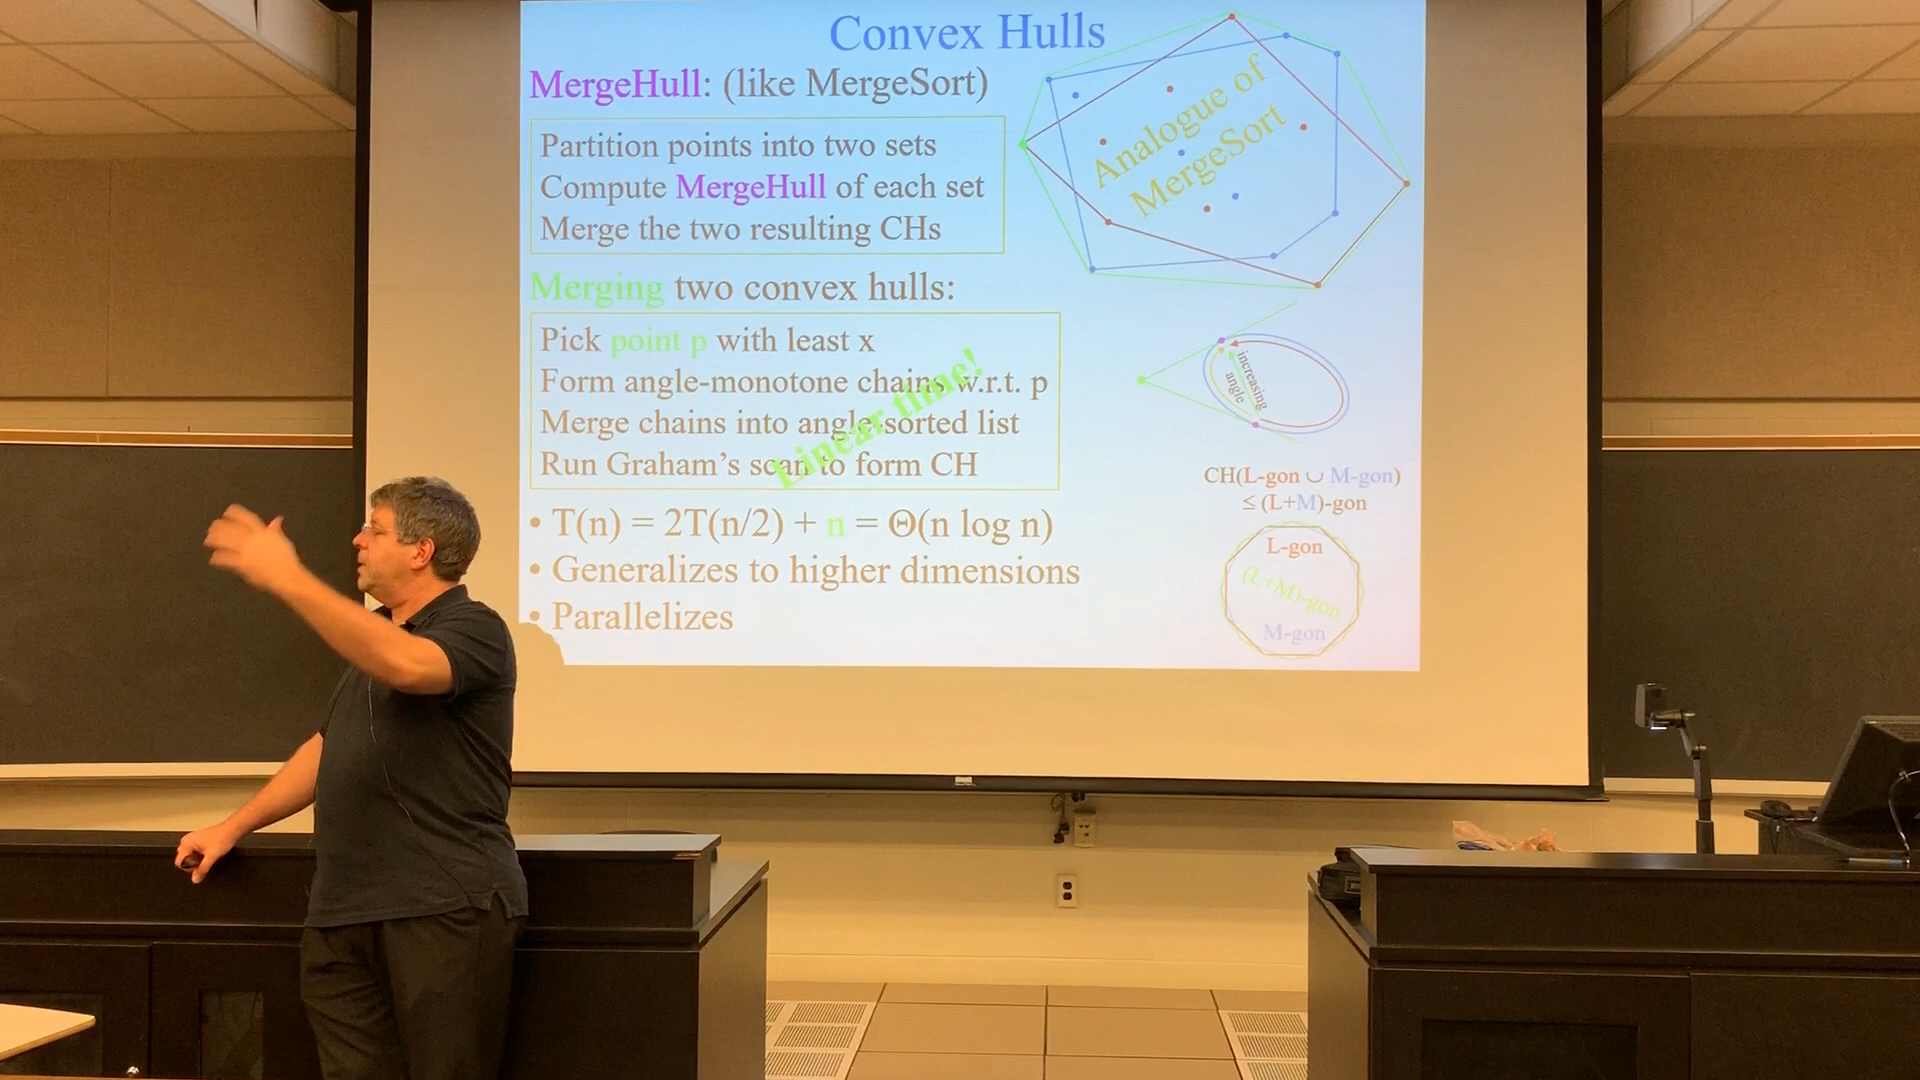 Convex Hulls
MergeHull: (like MergeSort)
Partition points into two sets
Compute MergeHull of each set
Merge the two resulting CHs
Analogue of
MergeSort
Merging two convex hulls:
Pick point p with least x
Form angle-monotone chains w.r.t. p
Merge chains into angle-sorted list
Run Graham's scan to form CH
Linear time!
increasing
angle
• T(n) = 2T(n/2) + n = Θ(n log n)
• Generalizes to higher dimensions
• Parallelizes
CH(L-gon ∪ M-gon)
≤ (L+M)-gon
L-gon
(L+M)-gon
M-gon